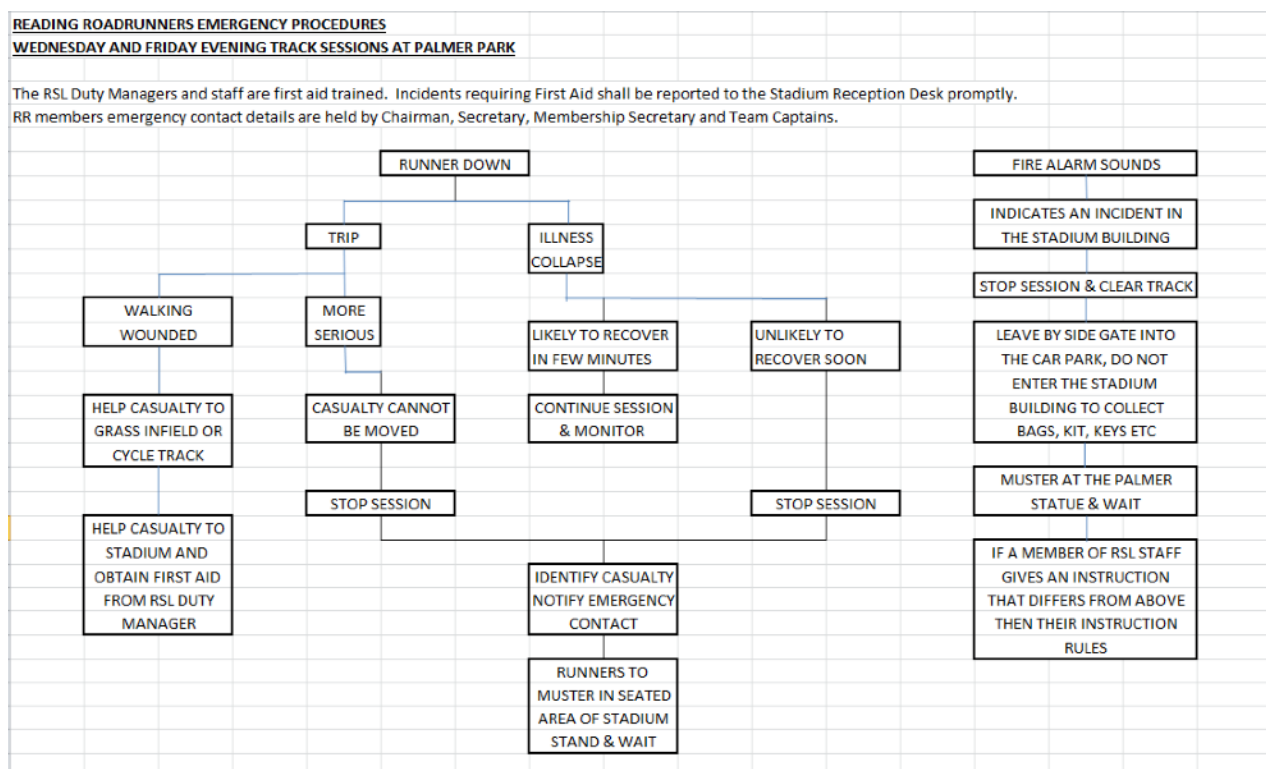 READING ROADRUNNERS EMERGENCY PROCEDURES
WEDNESDAY AND FRIDAY EVENING TRACK SESSIONS AT PALMER PARK
The RSL Duty Managers and staff are first aid trained.  Incidents requiring First Aid shall be reported to the Stadium Reception Desk promptly.
RR members emergency contact details are held by Chairman, Secretary, Membership Secretary and Team Captains.
RUNNER DOWN
TRIP
ILLNESS
COLLAPSE
WALKING
WOUNDED
MORE
SERIOUS
LIKELY TO RECOVER
IN FEW MINUTES
UNLIKELY TO
RECOVER SOON
HELP CASUALTY TO
GRASS INFIELD OR
CYCLE TRACK
CASUALTY CANNOT
BE MOVED
CONTINUE SESSION
& MONITOR
STOP SESSION
STOP SESSION
HELP CASUALTY TO
STADIUM AND
OBTAIN FIRST AID
FROM RSL DUTY
MANAGER
IDENTIFY CASUALTY
NOTIFY EMERGENCY
CONTACT
RUNNERS TO
MUSTER IN SEATED
AREA OF STADIUM
STAND & WAIT
FIRE ALARM SOUNDS
INDICATES AN INCIDENT IN
THE STADIUM BUILDING
STOP SESSION & CLEAR TRACK
LEAVE BY SIDE GATE INTO
THE CAR PARK, DO NOT
ENTER THE STADIUM
BUILDING TO COLLECT
BAGS, KIT, KEYS ETC
MUSTER AT THE PALMER
STATUE & WAIT
IF A MEMBER OF RSL STAFF
GIVES AN INSTRUCTION
THAT DIFFERS FROM ABOVE
THEN THEIR INSTRUCTION
RULES